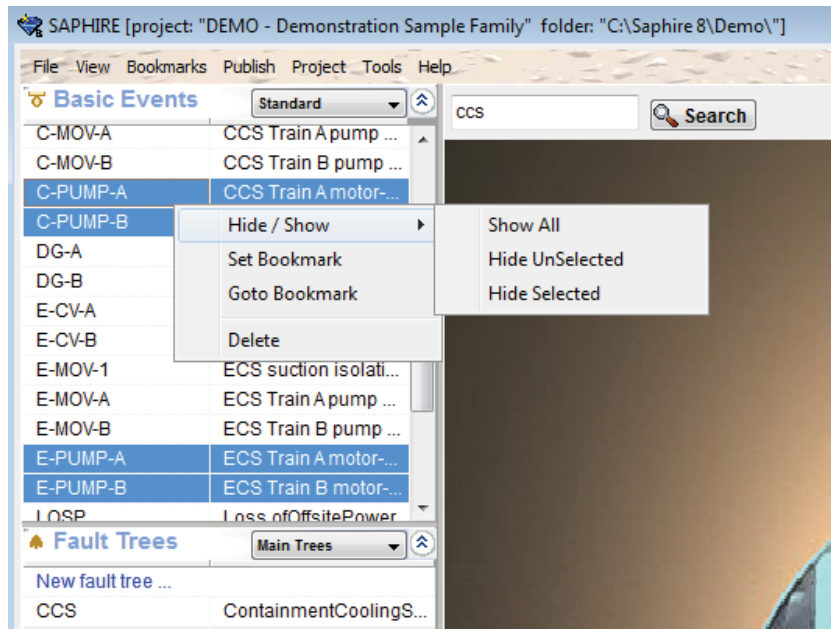 SAPHIRE [project: "DEMO - Demonstration Sample Family" folder: "C:\Saphire 8\Demo\"]
File View Bookmarks Publish Project Tools Help
Basic Events Standard
ccs Search
C-MOV-A CCS Train A pump ...
C-MOV-B CCS Train B pump ...
C-PUMP-A CCS Train A motor-...
C-PUMP-B
Hide / Show
Show All
Set Bookmark
Hide UnSelected
Goto Bookmark
Hide Selected
Delete
DG-A
DG-B
E-CV-A
E-CV-B
E-MOV-1 ECS suction isolati...
E-MOV-A ECS Train A pump ...
E-MOV-B ECS Train B pump ...
E-PUMP-A ECS Train A motor-...
E-PUMP-B ECS Train B motor-...
LOSP Loss ofOffsitePower
Fault Trees Main Trees
New fault tree ...
CCS ContainmentCoolingS...